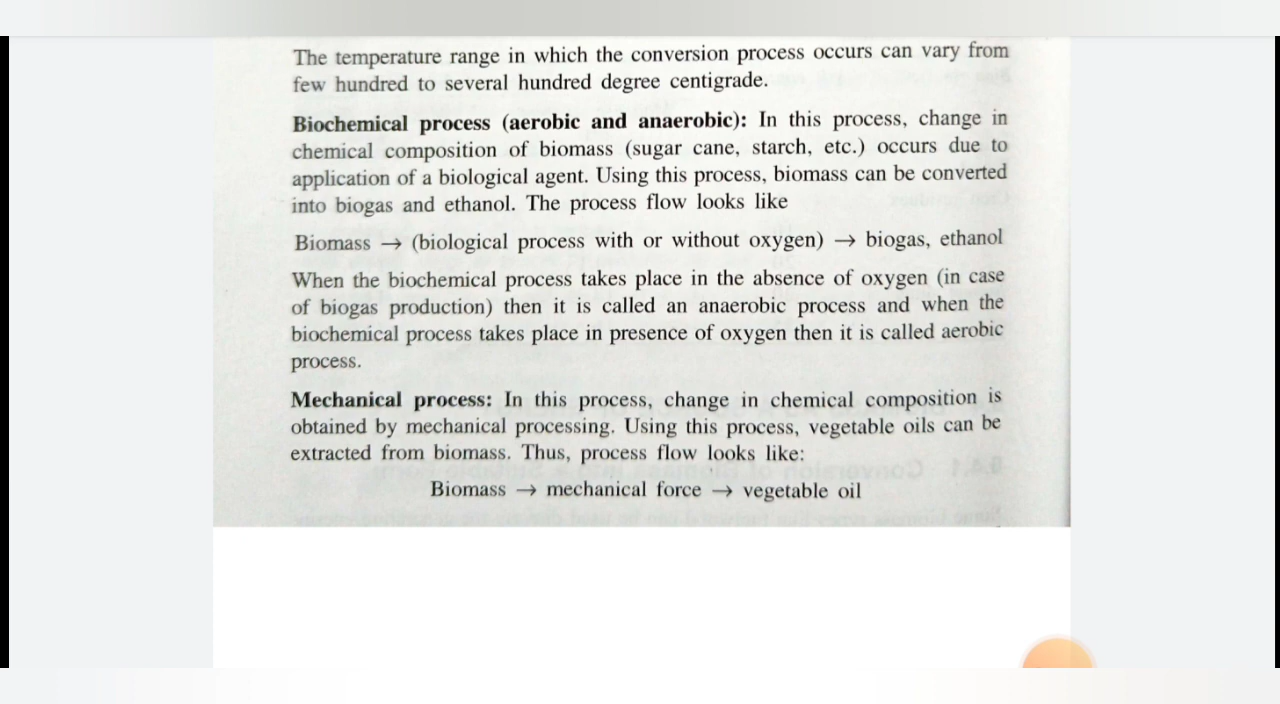 The temperature range in which the conversion process occurs can vary from
few hundred to several hundred degree centigrade.
Biochemical process (aerobic and anaerobic): In this process, change in
chemical composition of biomass (sugar cane, starch, etc.) occurs due to
application of a biological agent. Using this process, biomass can be converted
into biogas and ethanol. The process flow looks like
Biomass → (biological process with or without oxygen) → biogas, ethanol
When the biochemical process takes place in the absence of oxygen (in case
of biogas production) then it is called an anaerobic process and when the
biochemical process takes place in presence of oxygen then it is called aerobic
process.
Mechanical process: In this process, change in chemical composition is
obtained by mechanical processing. Using this process, vegetable oils can be
extracted from biomass. Thus, process flow looks like:
Biomass → mechanical force → vegetable oil